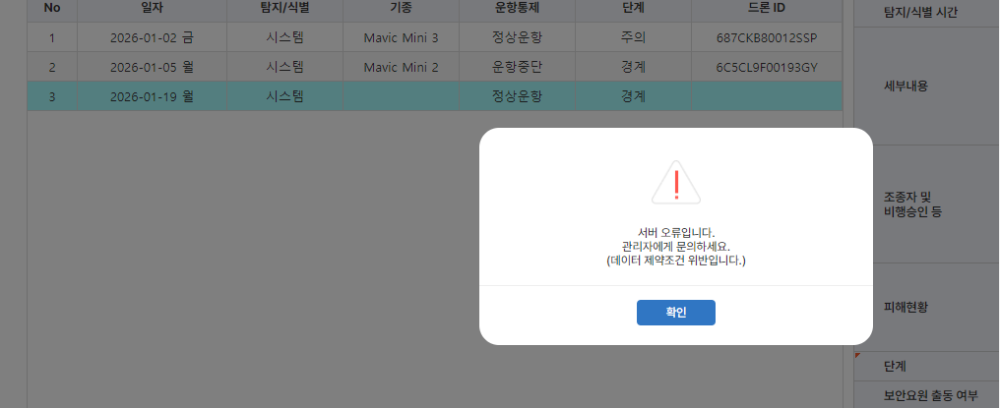 No 일자 탐지/식별 기종 운항통제 단계 드론 ID
1 2026-01-02 금 시스템 Mavic Mini 3 정상운항 주의 687CKB80012SSP
2 2026-01-05 월 시스템 Mavic Mini 2 운항중단 경계 6C5CL9F00193GY
3 2026-01-19 월 시스템 정상운항 경계
탐지/식별 시간
세부내용
조종자 및
비행승인 등
피해현황
단계
보안요원 출동 여부
서버 오류입니다.
관리자에게 문의하세요.
(데이터 제약조건 위반입니다.)
확인